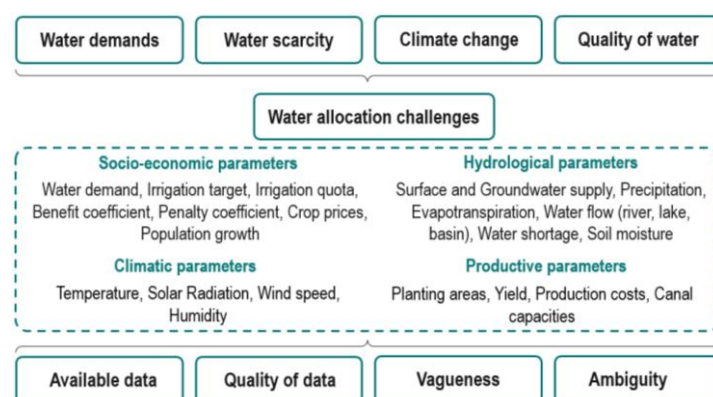 Water demands
Water scarcity
Climate change
Quality of water
Water allocation challenges
Socio-economic parameters
Water demand, Irrigation target, Irrigation quota,
Benefit coefficient, Penalty coefficient, Crop prices,
Population growth
Hydrological parameters
Surface and Groundwater supply, Precipitation,
Evapotranspiration, Water flow (river, lake,
basin), Water shortage, Soil moisture
Climatic parameters
Temperature, Solar Radiation, Wind speed,
Humidity
Productive parameters
Planting areas, Yield, Production costs, Canal
capacities
Available data
Quality of data
Vagueness
Ambiguity